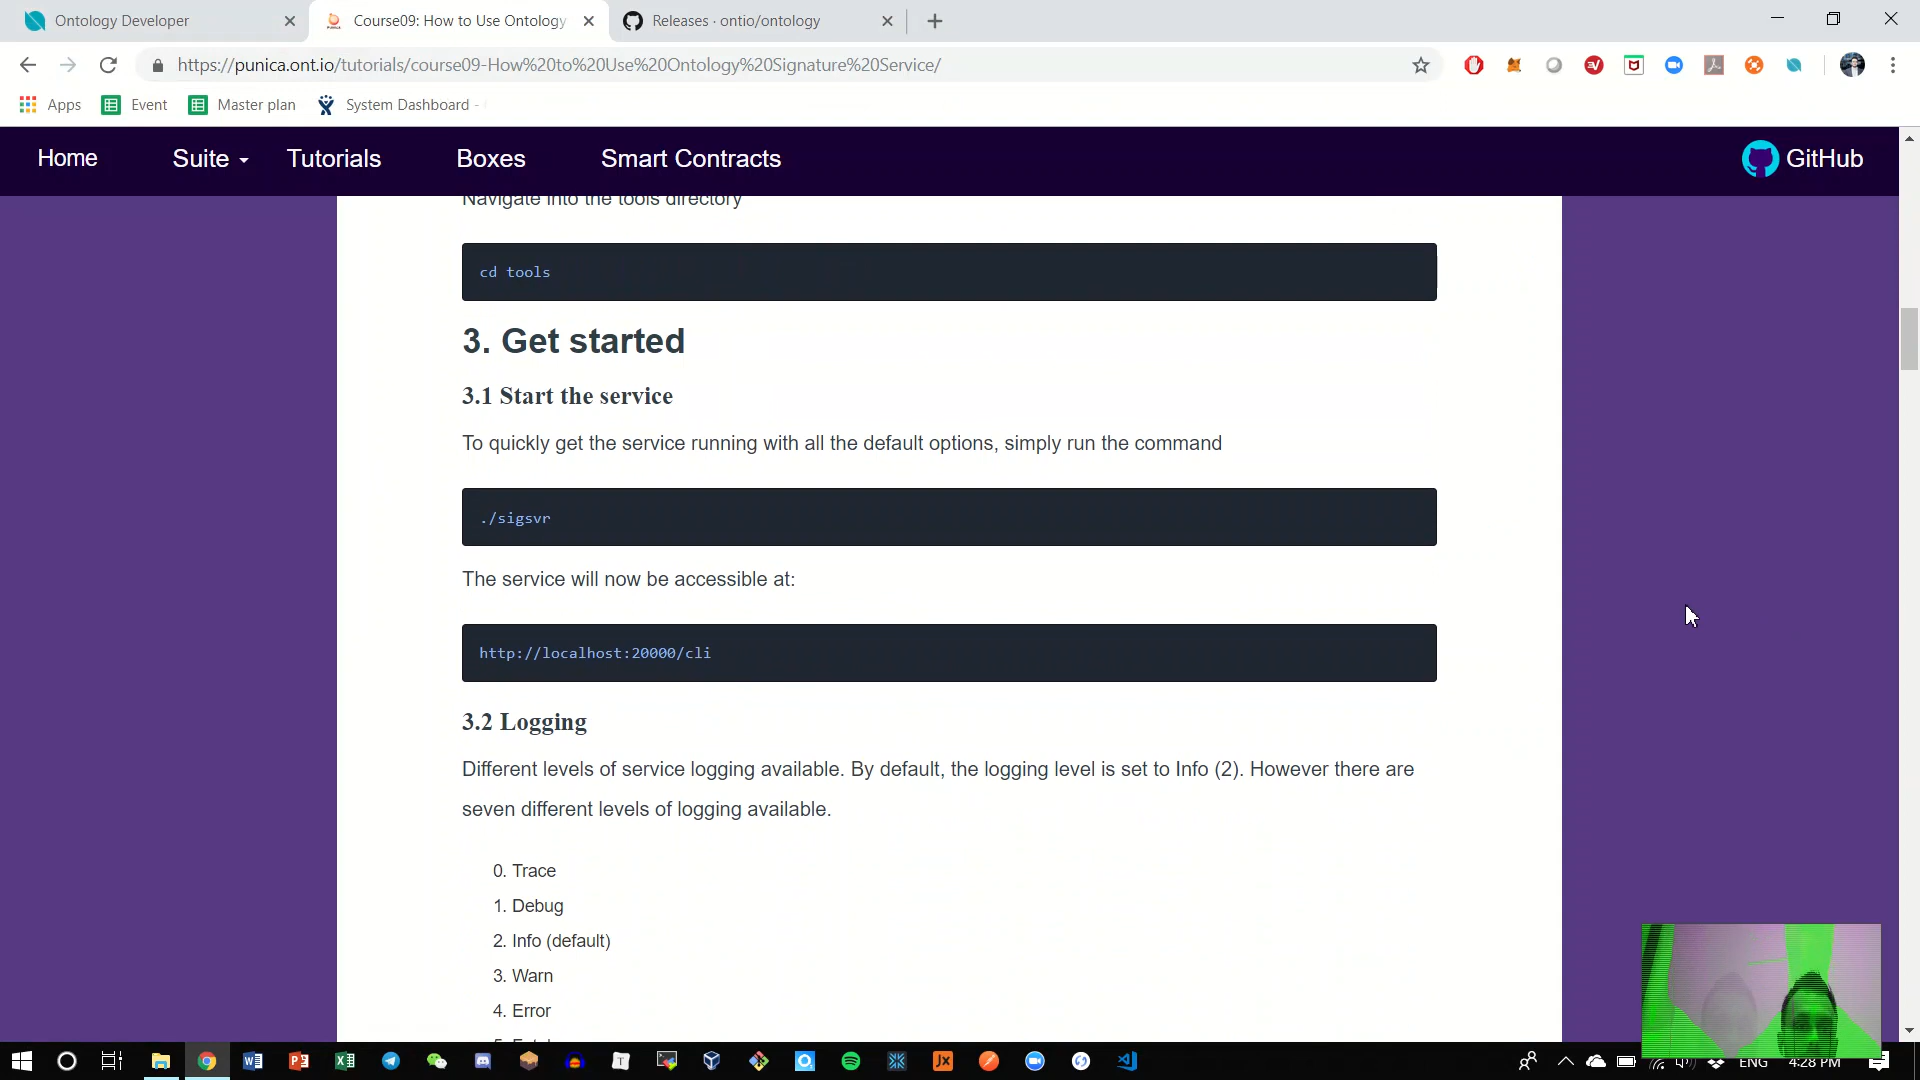 Ontology Developer
Course09: How to Use Ontology
Releases · ontio/ontology
https://punica.ont.io/tutorials/course09-How%20to%20Use%20Ontology%20Signature%20Service/
Apps
Event
Master plan
System Dashboard -
Home
Suite
Tutorials
Boxes
Smart Contracts
GitHub
Navigate into the tools directory
cd tools
3. Get started
3.1 Start the service
To quickly get the service running with all the default options, simply run the command
./sigsvr
The service will now be accessible at:
http://localhost:20000/cli
3.2 Logging
Different levels of service logging available. By default, the logging level is set to Info (2). However there are
seven different levels of logging available.
0. Trace
1. Debug
2. Info (default)
3. Warn
4. Error
ENG
4:28 PM